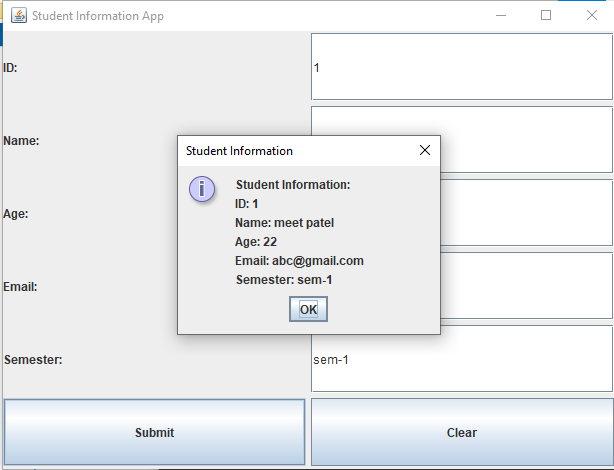 Student Information App
ID:
1
Name:
Age:
Email:
Semester:
sem-1
Submit
Clear
Student Information
Student Information:
ID: 1
Name: meet patel
Age: 22
Email: abc@gmail.com
Semester: sem-1
OK